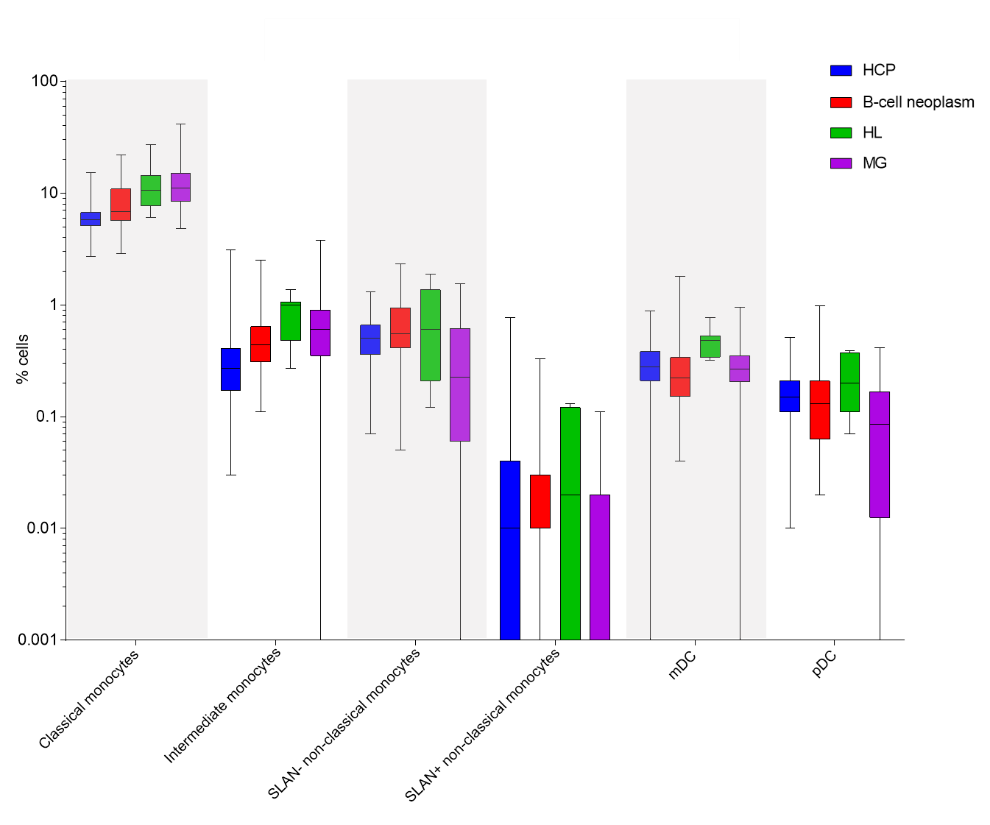 HCP
B-cell neoplasm
HL
MG
100
10
1
0.1
0.01
0.001
% cells
Classical monocytes
Intermediate monocytes
SLAN- non-classical monocytes
SLAN+ non-classical monocytes
mDC
pDC